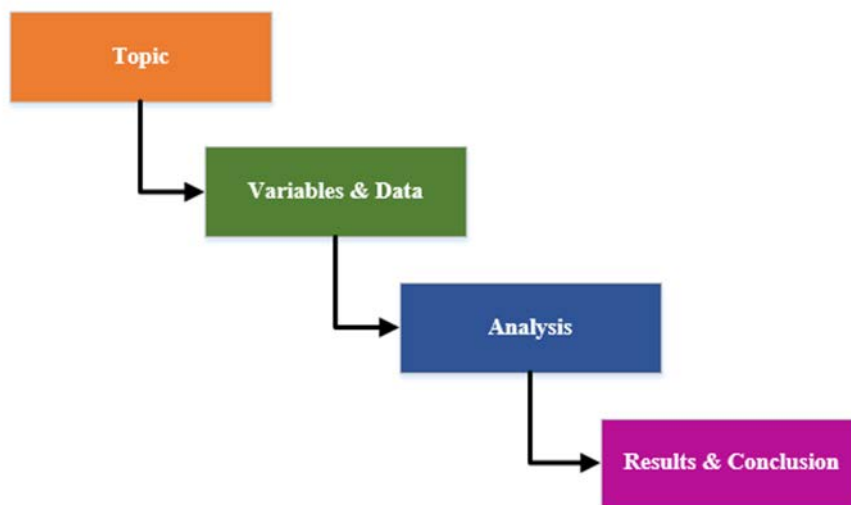 Topic
Variables & Data
Analysis
Results & Conclusion